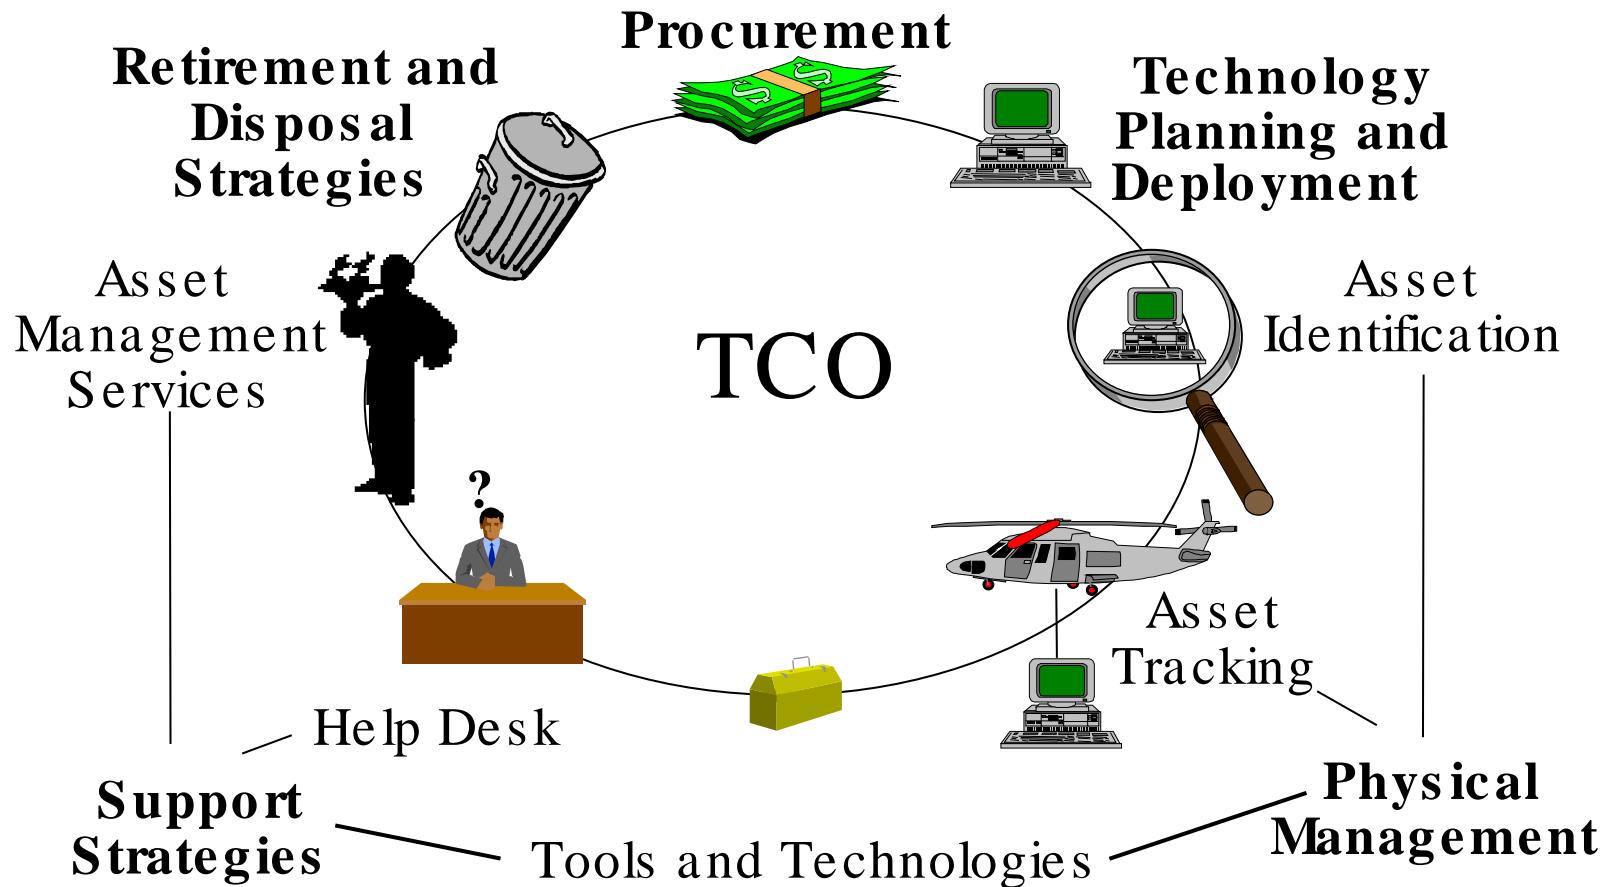 Procurement
Retirement and
Disposal
Strategies
Technology
Planning and
Deployment
Asset
Management
Services
TCO
Asset
Identification
?
Asset
Tracking
Help Desk
Support
Strategies
Tools and Technologies
Physical
Management